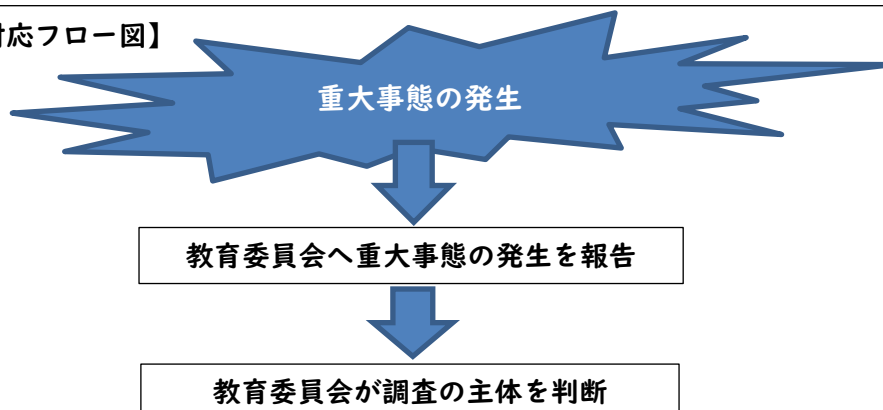 応フロー図】
重大事態の発生
教育委員会へ重大事態の発生を報告
教育委員会が調査の主体を判断